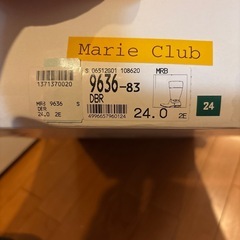 Marie Club
S 06512001 108620
9636-83
MRB
DBR
1371370020
MRB 9636 S
DBR
24.0 2E
24.0 2E
24
4996657960124